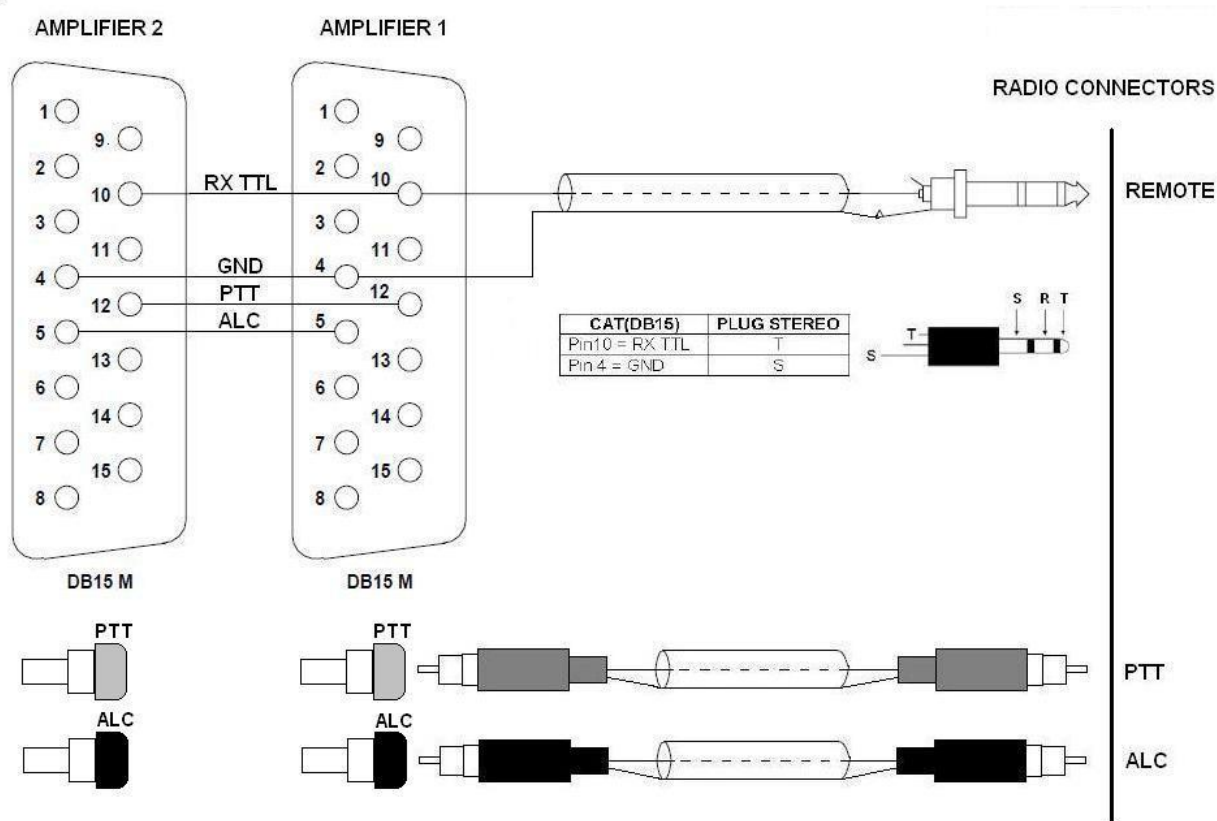 AMPLIFIER 2
AMPLIFIER 1
RADIO CONNECTORS
1
9.
2
10
3
11
4
12
5
13
6
14
7
15
8
RX TTL
GND
PTT
ALC
1
9
2
10
3
11
4
12
5
13
6
14
7
15
8
REMOTE
CAT(DB15) PLUG STEREO
Pin10 = RX TTL T
Pin 4 = GND S
S R T
T
S
DB15 M
DB15 M
PTT
PTT
PTT
ALC
ALC
ALC